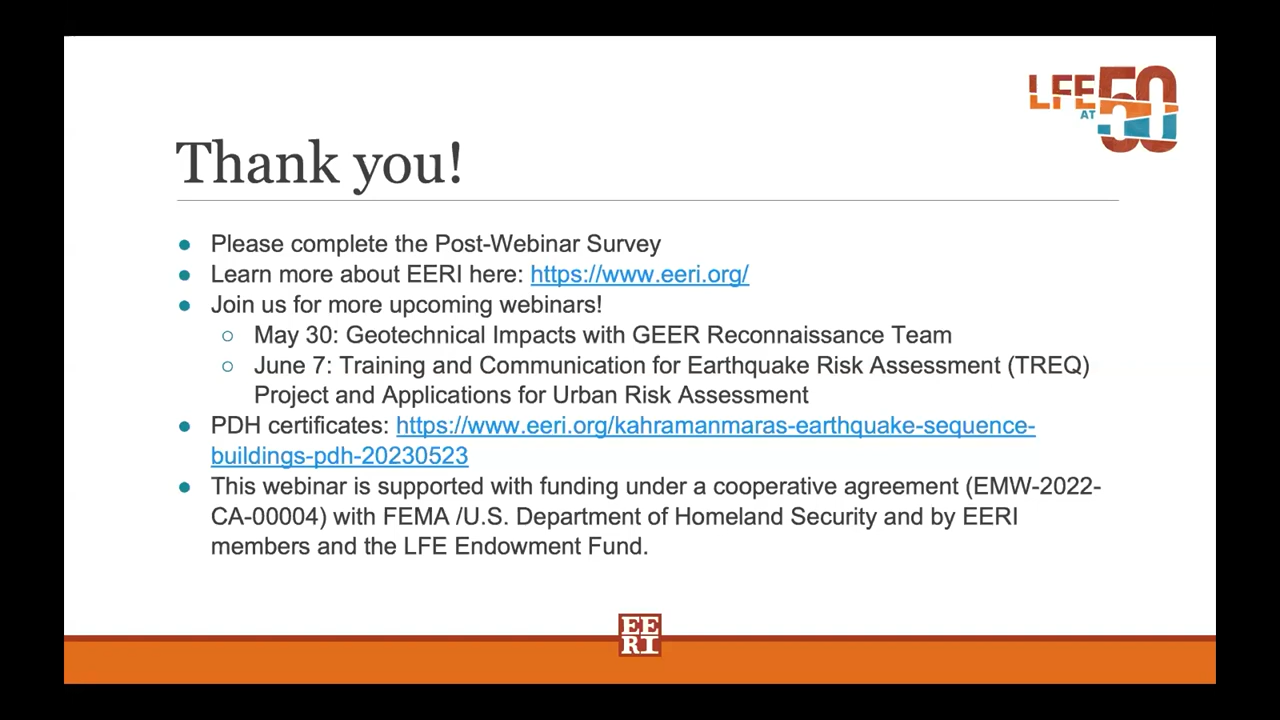 LFE AT 50
Thank you!
● Please complete the Post-Webinar Survey
● Learn more about EERI here: https://www.eeri.org/
● Join us for more upcoming webinars!
○ May 30: Geotechnical Impacts with GEER Reconnaissance Team
○ June 7: Training and Communication for Earthquake Risk Assessment (TREQ)
Project and Applications for Urban Risk Assessment
● PDH certificates: https://www.eeri.org/kahramanmaras-earthquake-sequence-
buildings-pdh-20230523
● This webinar is supported with funding under a cooperative agreement (EMW-2022-
CA-00004) with FEMA /U.S. Department of Homeland Security and by EERI
members and the LFE Endowment Fund.
EE
RI